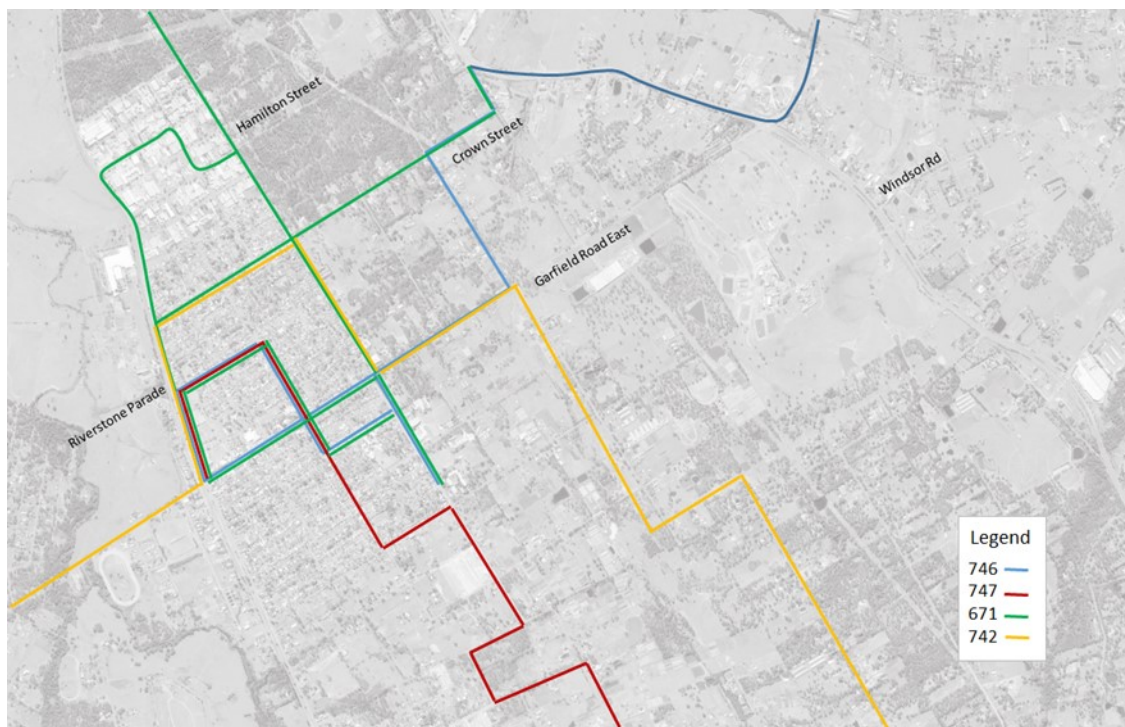 Hamilton Street
Crown Street
Windsor Rd
Garfield Road East
Riverstone Parade
Legend
746
747
671
742